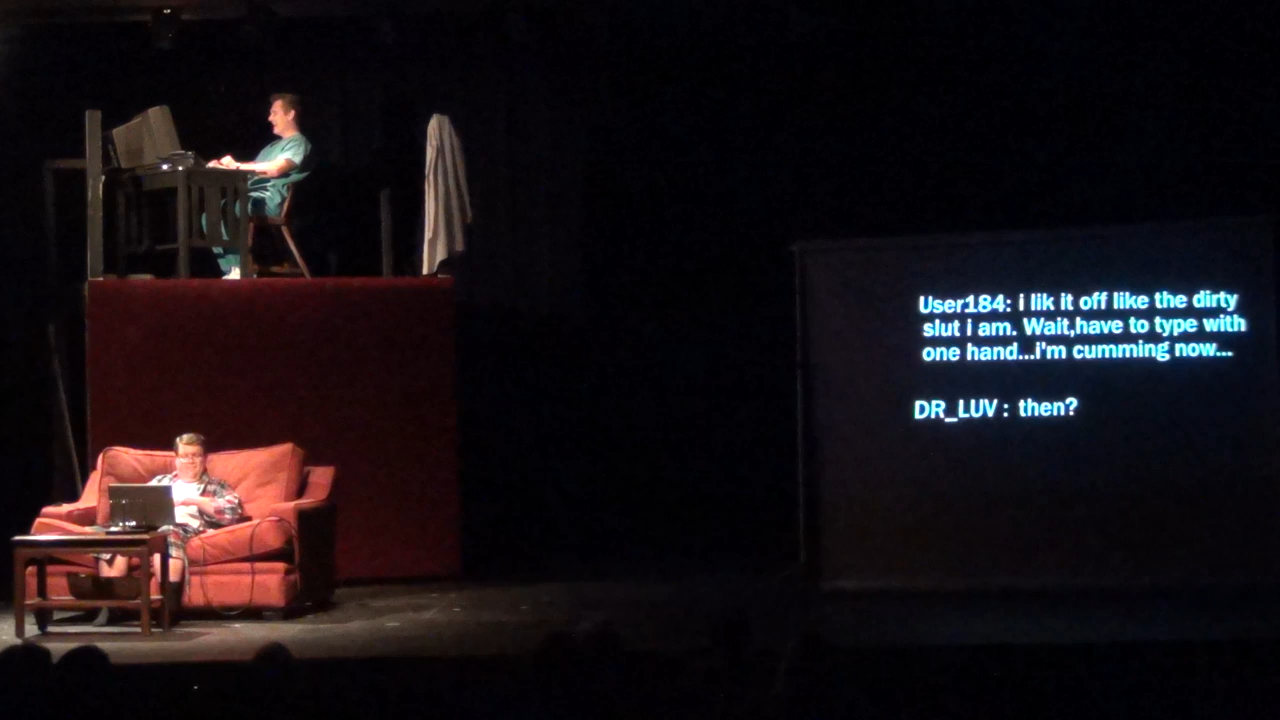 User184: i lik it off like the dirty
slut i am. Wait,have to type with
one hand...i'm cumming now...
DR_LUV : then?